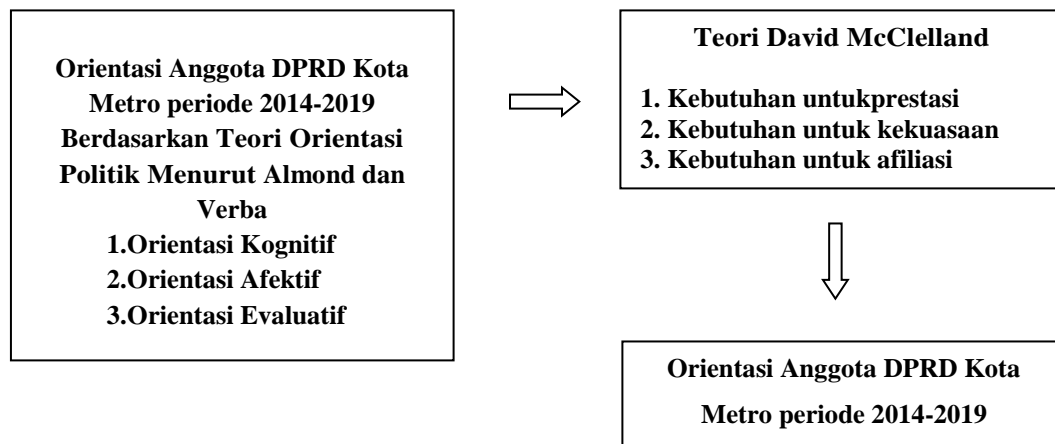 Orientasi Anggota DPRD Kota
Metro periode 2014-2019
Berdasarkan Teori Orientasi
Politik Menurut Almond dan
Verba
1.Orientasi Kognitif
2.Orientasi Afektif
3.Orientasi Evaluatif
Teori David McClelland
1. Kebutuhan untukprestasi
2. Kebutuhan untuk kekuasaan
3. Kebutuhan untuk afiliasi
Orientasi Anggota DPRD Kota
Metro periode 2014-2019